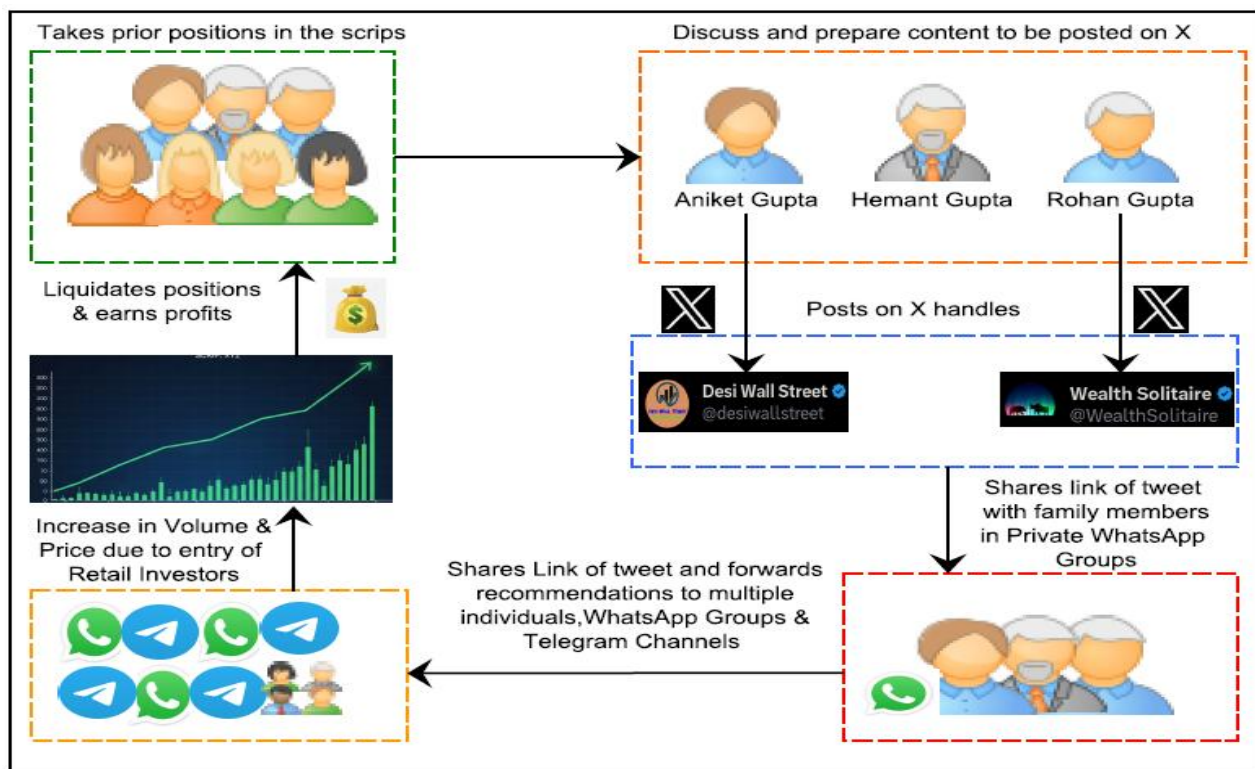 Takes prior positions in the scrips
Discuss and prepare content to be posted on X
Aniket Gupta
Hemant Gupta
Rohan Gupta
Liquidates positions
& earns profits
Posts on X handles
Desi Wall Street
@desiwallstreet
Wealth Solitaire
@WealthSolitaire
Shares link of tweet
with family members
in Private WhatsApp
Groups
Increase in Volume &
Price due to entry of
Retail Investors
Shares Link of tweet and forwards
recommendations to multiple
individuals,WhatsApp Groups &
Telegram Channels